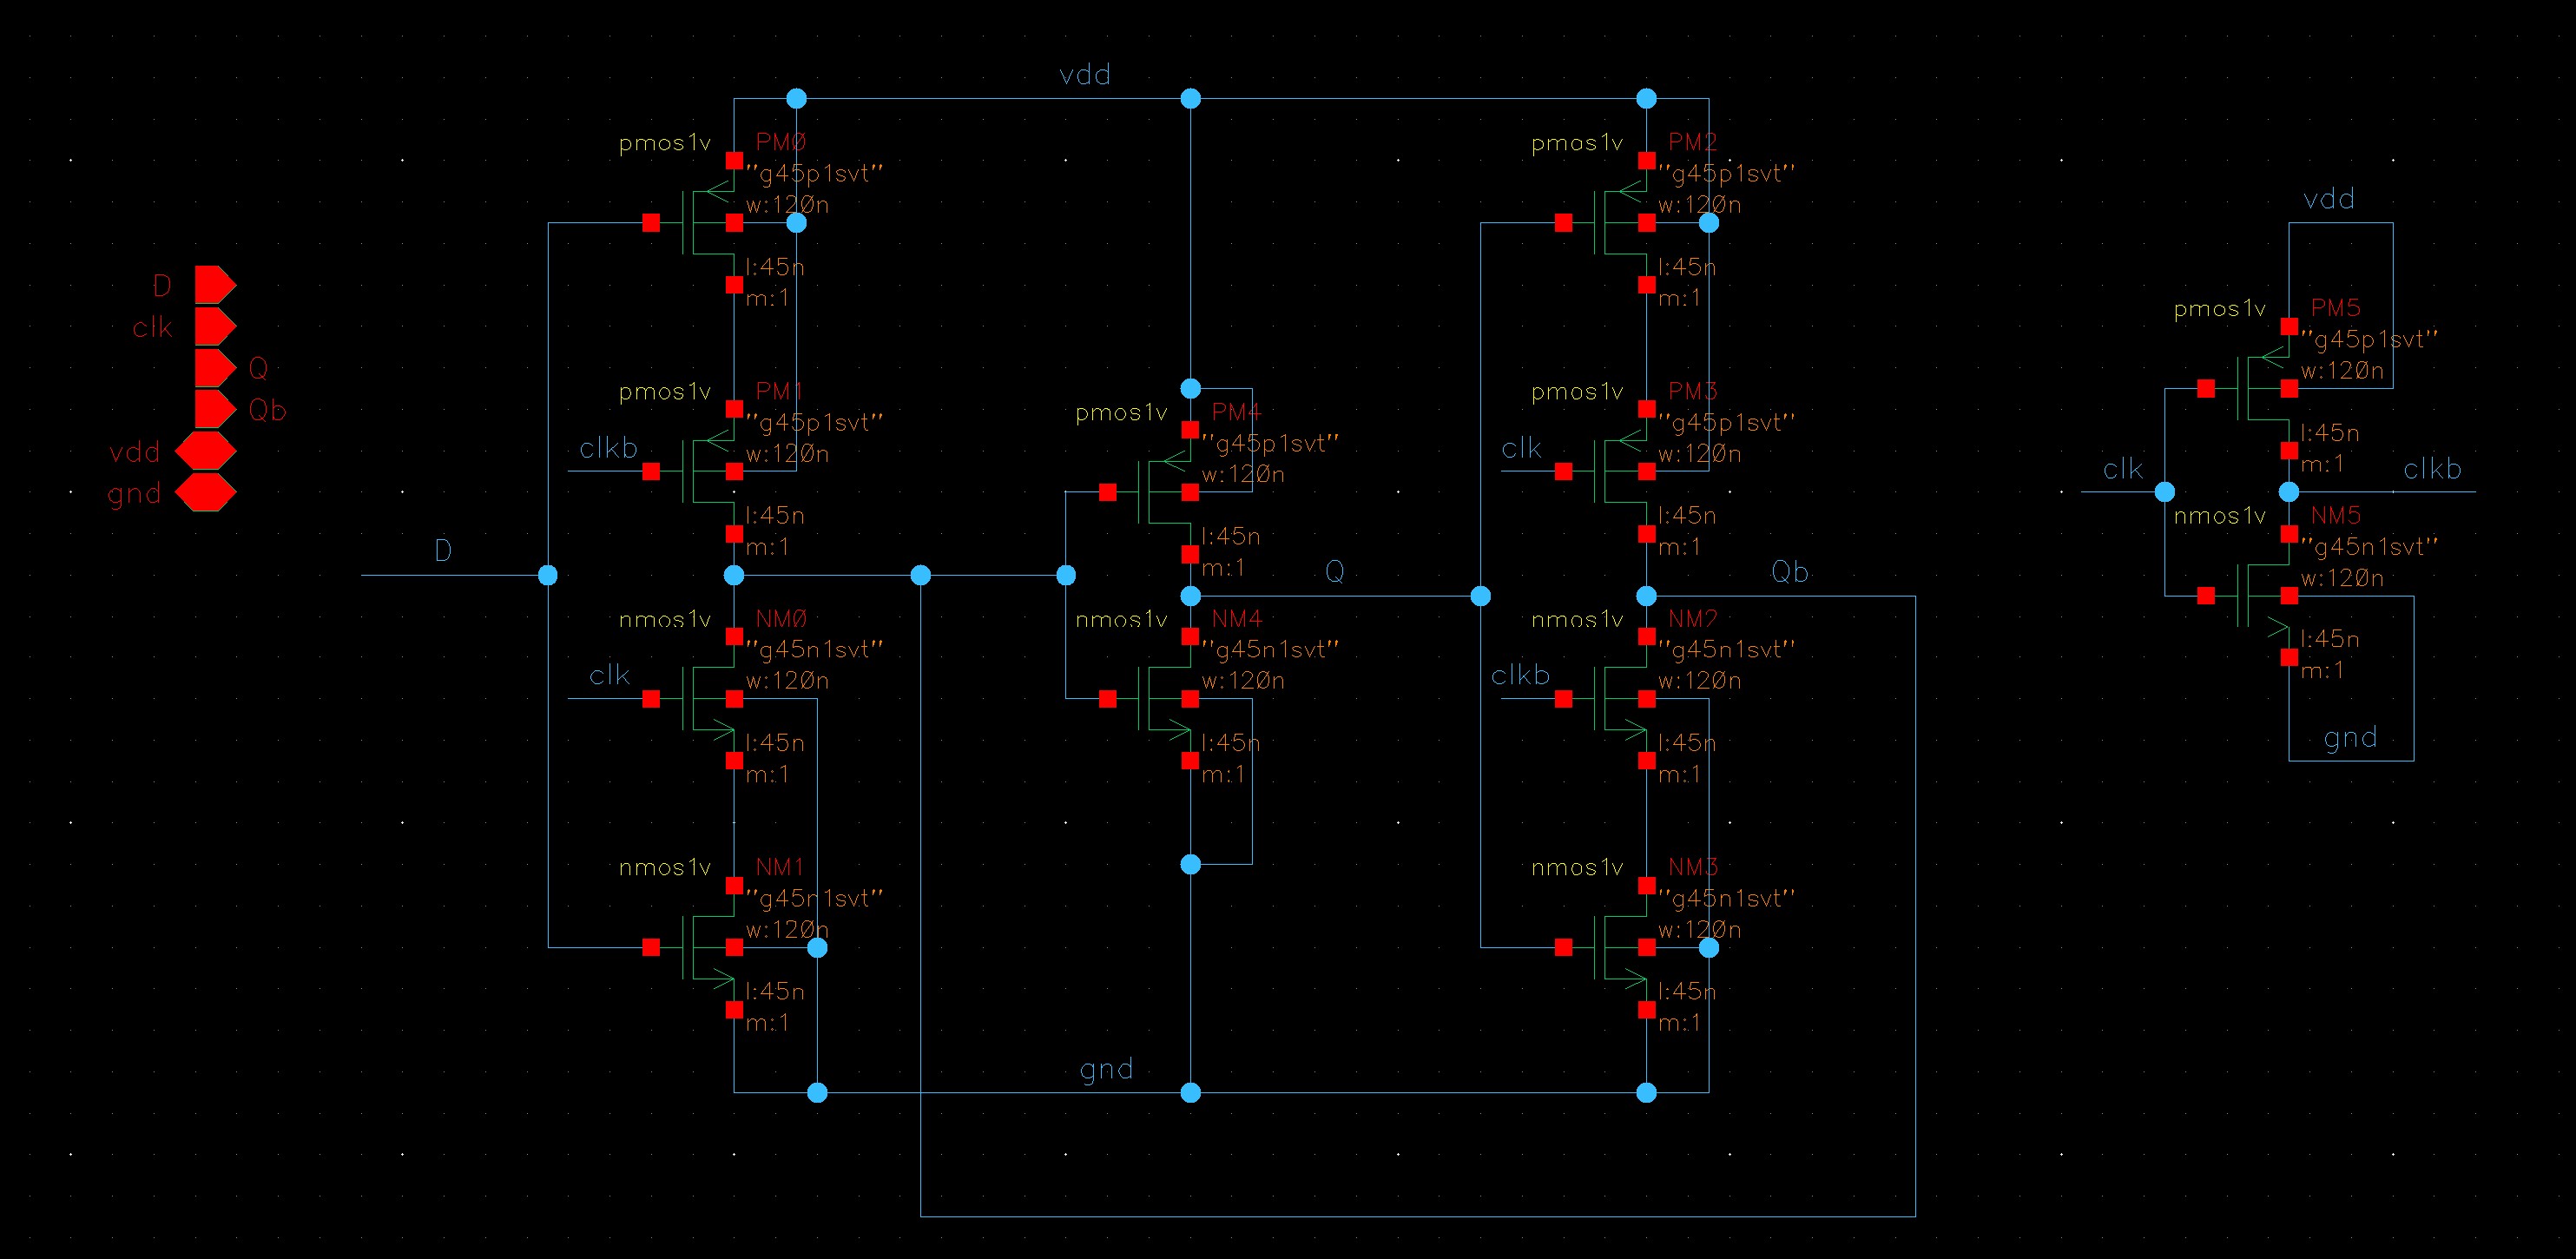 D
clk
Q
Qb
vdd
gnd
vdd
pmos1v
PM0
"g45p1svt"
w:120n
l:45n
m:1
pmos1v
PM1
"g45p1svt"
w:120n
clkb
l:45n
m:1
D
nmos1v
NM0
"g45n1svt"
w:120n
clk
l:45n
m:1
nmos1v
NM1
"g45n1svt"
w:120n
l:45n
m:1
pmos1v
PM4
"g45p1svt"
w:120n
l:45n
m:1
Q
nmos1v
NM4
"g45n1svt"
w:120n
l:45n
m:1
gnd
pmos1v
PM2
"g45p1svt"
w:120n
l:45n
m:1
pmos1v
PM3
"g45p1svt"
w:120n
clk
l:45n
m:1
Qb
nmos1v
NM2
"g45n1svt"
w:120n
clkb
l:45n
m:1
nmos1v
NM3
"g45n1svt"
w:120n
l:45n
m:1
vdd
pmos1v
PM5
"g45p1svt"
w:120n
l:45n
m:1
clk
clkb
nmos1v
NM5
"g45n1svt"
w:120n
l:45n
m:1
gnd